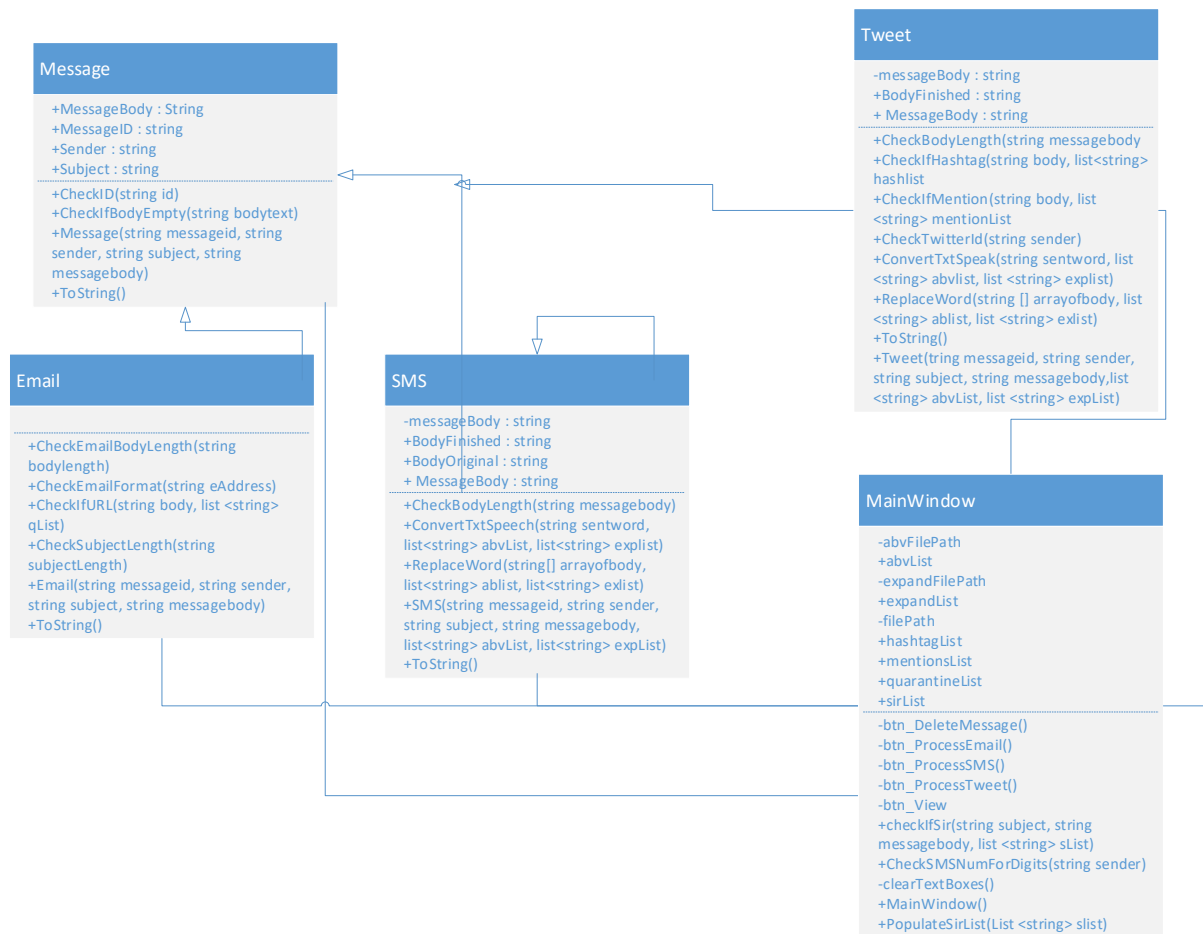 Message
+MessageBody : String
+MessageID : string
+Sender : string
+Subject : string
+CheckID(string id)
+CheckIfBodyEmpty(string bodytext)
+Message(string messageid, string
sender, string subject, string
messagebody)
+ToString()
Tweet
-messageBody : string
+BodyFinished : string
+ MessageBody : string
+CheckBodyLength(string messagebody
+CheckIfHashtag(string body, list<string>
hashlist
+CheckIfMention(string body, list
<string> mentionList
+CheckTwitterId(string sender)
+ConvertTxtSpeak(string sentword, list
<string> abvlist, list <string> explist)
+ReplaceWord(string [] arrayofbody, list
<string> ablist, list <string> exlist)
+ToString()
+Tweet(tring messageid, string sender,
string subject, string messagebody,list
<string> abvList, list <string> expList)
Email
+CheckEmailBodyLength(string
bodylength)
+CheckEmailFormat(string eAddress)
+CheckIfURL(string body, list <string>
qList)
+CheckSubjectLength(string
subjectLength)
+Email(string messageid, string sender,
string subject, string messagebody)
+ToString()
SMS
-messageBody : string
+BodyFinished : string
+BodyOriginal : string
+ MessageBody : string
+CheckBodyLength(string messagebody)
+ConvertTxtSpeech(string sentword,
list<string> abvList, list<string> explist)
+ReplaceWord(string[] arrayofbody,
list<string> ablist, list<string> exlist)
+SMS(string messageid, string sender,
string subject, string messagebody,
list<string> abvList, list<string> expList)
+ToString()
MainWindow
-abvFilePath
+abvList
-expandFilePath
+expandList
-filePath
+hashtagList
+mentionsList
+quarantineList
+sirList
-btn_DeleteMessage()
-btn_ProcessEmail()
-btn_ProcessSMS()
-btn_ProcessTweet()
-btn_View
+checkIfSir(string subject, string
messagebody, list <string> sList)
+CheckSMSNumForDigits(string sender)
-clearTextBoxes()
+MainWindow()
+PopulateSirList(List <string> slist)